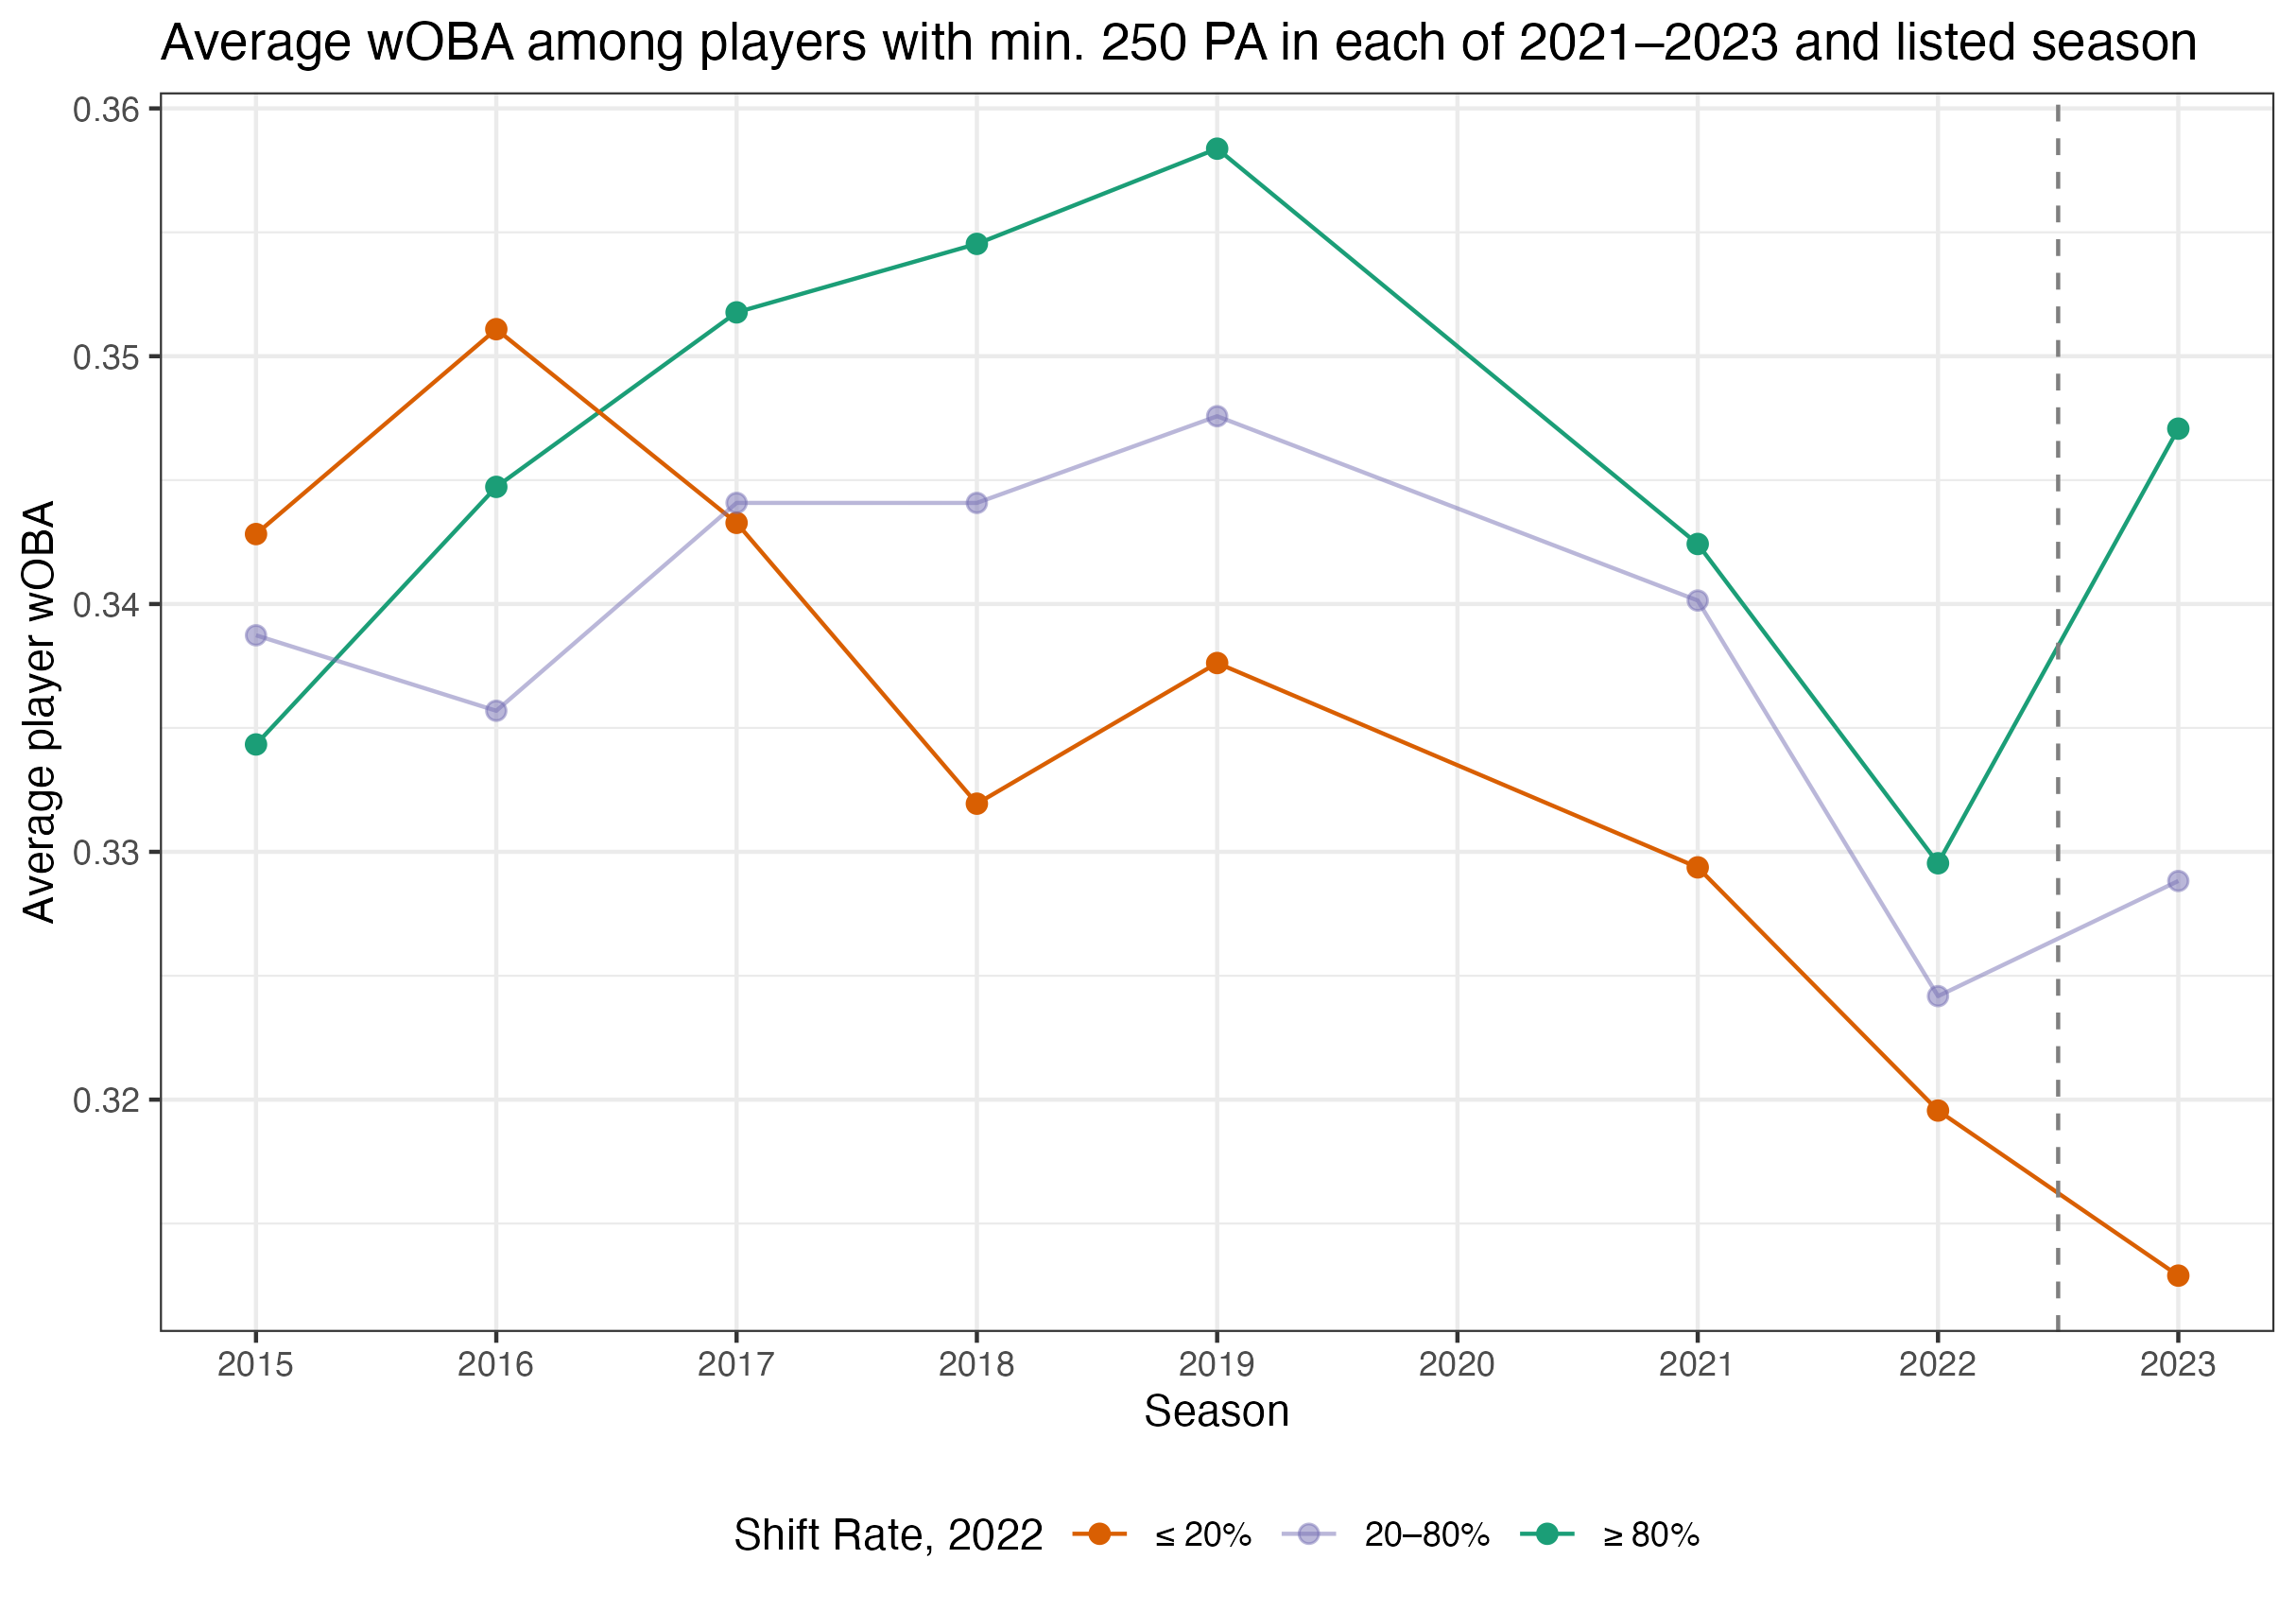 Average wOBA among players with min. 250 PA in each of 2021–2023 and listed season
Average player wOBA
0.36
0.35
0.34
0.33
0.32
2015 2016 2017 2018 2019 2020 2021 2022 2023
Season
Shift Rate, 2022 ≤ 20% 20–80% ≥ 80%